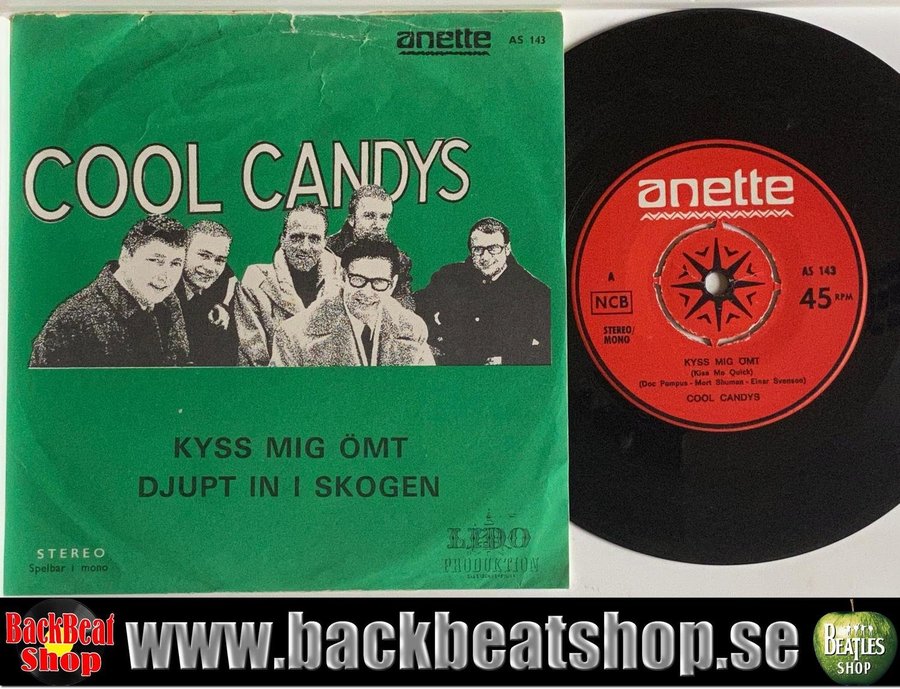 anette AS 143
COOL CANDYS
KYSS MIG ÖMT
DJUPT IN I SKOGEN
STEREO
Spelbar i mono
LIDO
PRODUKTION
anette
A
NCB
STEREO/
MONO
AS 143
45 RPM
KYSS MIG ÖMT
(Kiss Me Quick)
(Doc Pompus - Mort Shuman - Einar Svenson)
COOL CANDYS
BackBeat
Shop
www.backbeatshop.se
BEATLES
SHOP